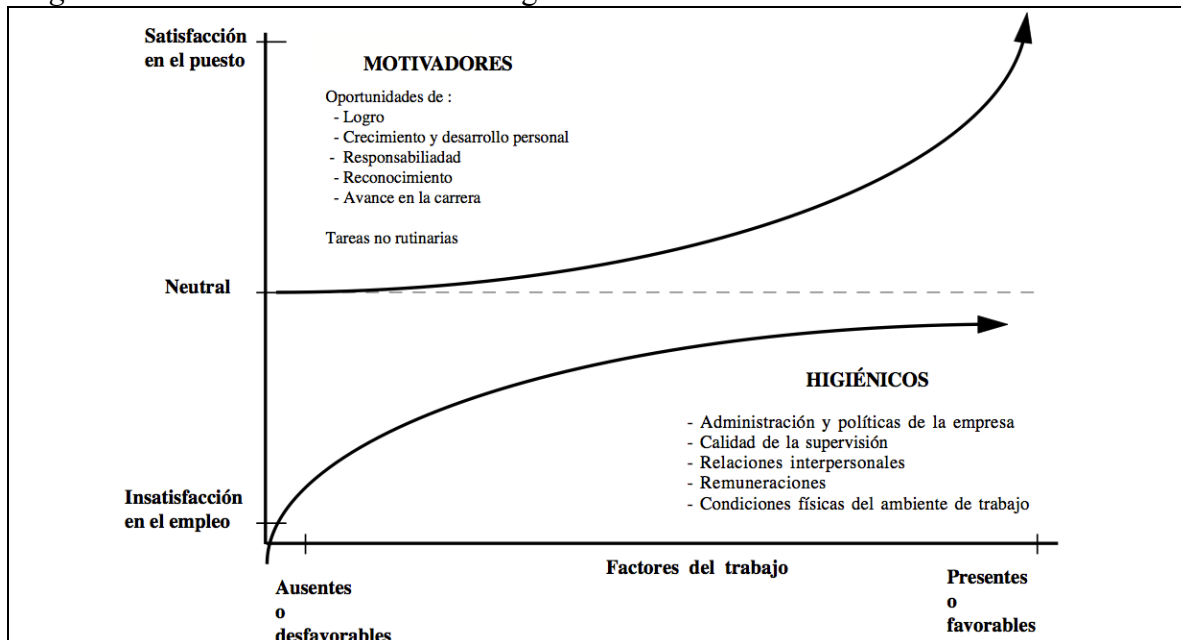 Satisfacción
en el puesto
MOTIVADORES
Oportunidades de :
- Logro
- Crecimiento y desarrollo personal
- Responsabiliadad
- Reconocimiento
- Avance en la carrera
Tareas no rutinarias
Neutral
HIGIÉNICOS
- Administración y políticas de la empresa
- Calidad de la supervisión
- Relaciones interpersonales
- Remuneraciones
- Condiciones físicas del ambiente de trabajo
Insatisfacción
en el empleo
Factores del trabajo
Ausentes
o
desfavorables
Presentes
o
favorables